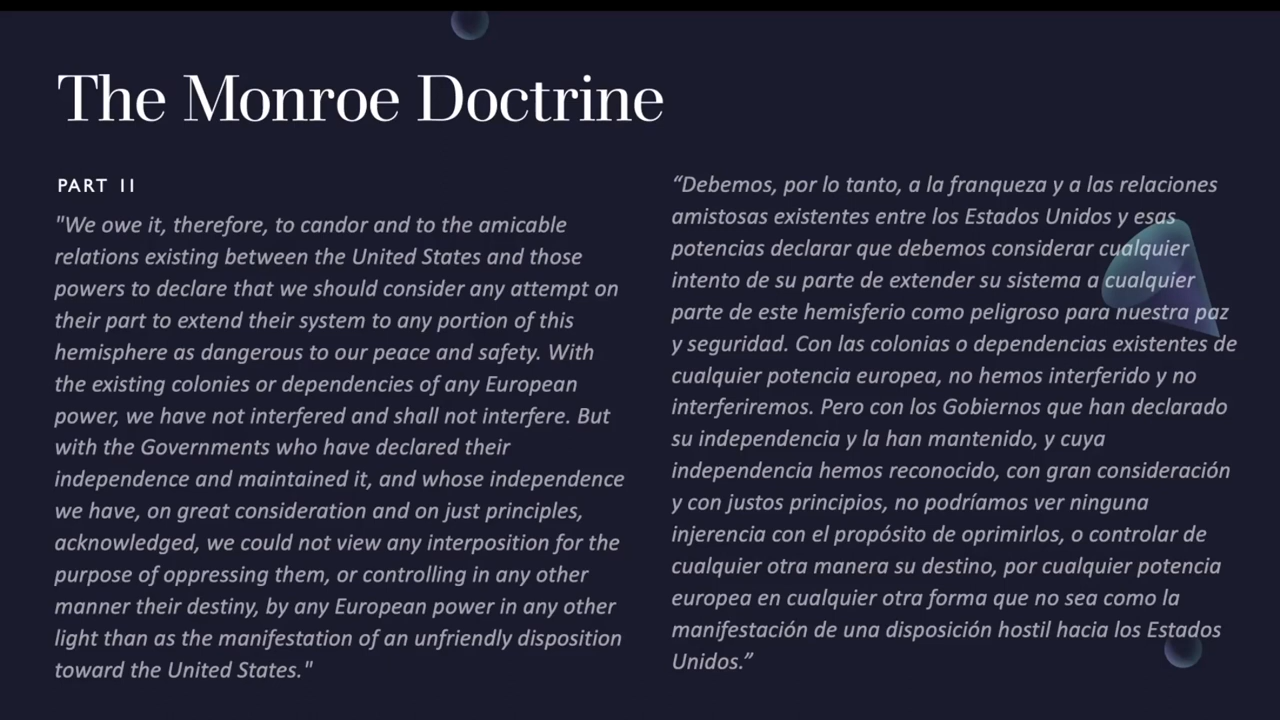 The Monroe Doctrine
PART II
"We owe it, therefore, to candor and to the amicable
relations existing between the United States and those
powers to declare that we should consider any attempt on
their part to extend their system to any portion of this
hemisphere as dangerous to our peace and safety. With
the existing colonies or dependencies of any European
power, we have not interfered and shall not interfere. But
with the Governments who have declared their
independence and maintained it, and whose independence
we have, on great consideration and on just principles,
acknowledged, we could not view any interposition for the
purpose of oppressing them, or controlling in any other
manner their destiny, by any European power in any other
light than as the manifestation of an unfriendly disposition
toward the United States."
“Debemos, por lo tanto, a la franqueza y a las relaciones
amistosas existentes entre los Estados Unidos y esas
potencias declarar que debemos considerar cualquier
intento de su parte de extender su sistema a cualquier
parte de este hemisferio como peligroso para nuestra paz
y seguridad. Con las colonias o dependencias existentes de
cualquier potencia europea, no hemos interferido y no
interferiremos. Pero con los Gobiernos que han declarado
su independencia y la han mantenido, y cuya
independencia hemos reconocido, con gran consideración
y con justos principios, no podríamos ver ninguna
injerencia con el propósito de oprimirlos, o controlar de
cualquier otra manera su destino, por cualquier potencia
europea en cualquier otra forma que no sea como la
manifestación de una disposición hostil hacia los Estados
Unidos.”